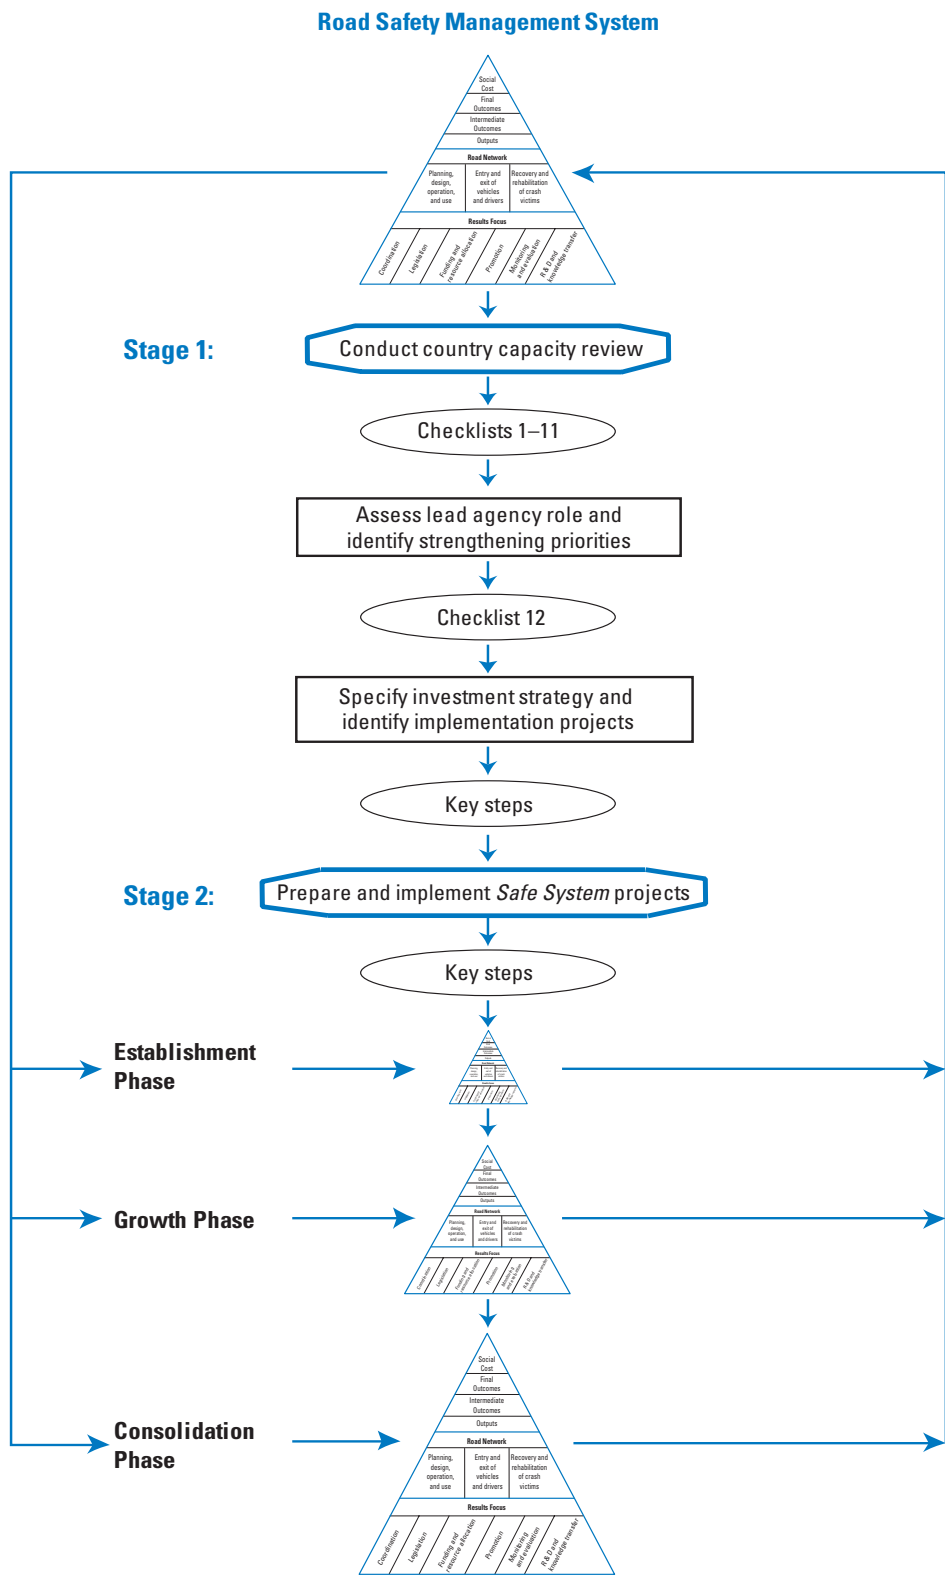 Road Safety Management System
Social
Cost
Final
Outcomes
Intermediate
Outcomes
Outputs
Road Network
Planning,
design,
operation,
and use
Entry and
exit of
vehicles
and drivers
Recovery and
rehabilitation
of crash
victims
Results Focus
Coordination
Legislation
Funding and
resource allocation
Promotion
Monitoring
and evaluation
R & D and
knowledge transfer
Stage 1:
Conduct country capacity review
Checklists 1–11
Assess lead agency role and
identify strengthening priorities
Checklist 12
Specify investment strategy and
identify implementation projects
Key steps
Stage 2:
Prepare and implement Safe System projects
Key steps
Establishment
Phase
Growth Phase
Social
Cost
Final
Outcomes
Intermediate
Outcomes
Outputs
Road Network
Planning,
design,
operation,
and use
Entry and
exit of
vehicles
and drivers
Recovery and
rehabilitation
of crash
victims
Results Focus
Coordination
Legislation
Funding and
resource allocation
Promotion
Monitoring
and evaluation
R & D and
knowledge transfer
Consolidation
Phase
Social
Cost
Final
Outcomes
Intermediate
Outcomes
Outputs
Road Network
Planning,
design,
operation,
and use
Entry and
exit of
vehicles
and drivers
Recovery and
rehabilitation
of crash
victims
Results Focus
Coordination
Legislation
Funding and
resource allocation
Promotion
Monitoring
and evaluation
R & D and
knowledge transfer